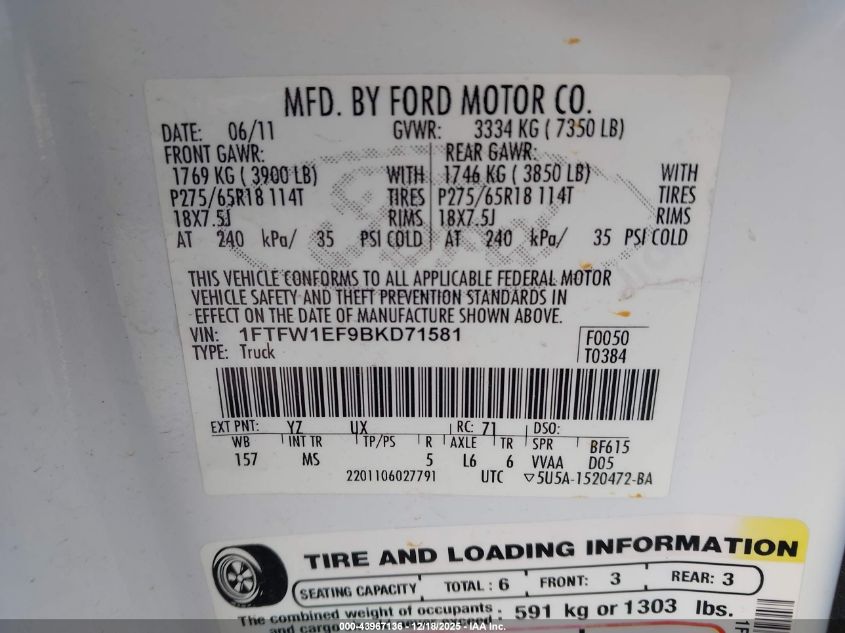 MFD. BY FORD MOTOR CO.
DATE: 06/11 GVWR: 3334 KG ( 7350 LB)
FRONT GAWR: REAR GAWR:
1769 KG ( 3900 LB) WITH 1746 KG ( 3850 LB) WITH
P275/65R18 114T TIRES P275/65R18 114T TIRES
18X7.5J RIMS 18X7.5J RIMS
AT 240 kPa/ 35 PSI COLD AT 240 kPa/ 35 PSI COLD
THIS VEHICLE CONFORMS TO ALL APPLICABLE FEDERAL MOTOR
VEHICLE SAFETY AND THEFT PREVENTION STANDARDS IN
EFFECT ON THE DATE OF MANUFACTURE SHOWN ABOVE.
VIN: 1FTFW1EF9BKD71581 F0050
TYPE: Truck T0384
EXT PNT: YZ UX RC: 71 DSO:
WB INT TR TP/PS R AXLE TR SPR BF615
157 MS 5 L6 6 VVAA D05
2201106027791 UTC ▽5U5A-1520472-BA
TIRE AND LOADING INFORMATION
SEATING CAPACITY TOTAL : 6 FRONT: 3 REAR: 3
The combined weight of occupants : 591 kg or 1303 lbs.
and cargo
000-43967136 - 12/18/2025 - IAA Inc.